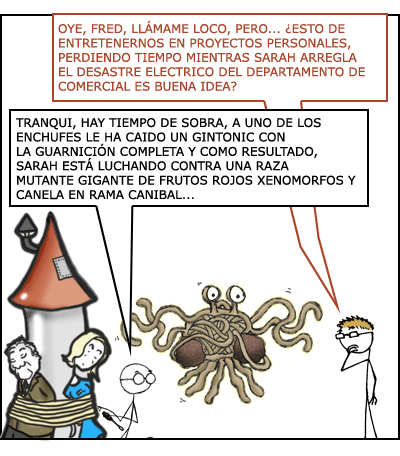 OYE, FRED, LLÁMAME LOCO, PERO... ¿ESTO DE
ENTRETENERNOS EN PROYECTOS PERSONALES,
PERDIENDO TIEMPO MIENTRAS SARAH ARREGLA
EL DESASTRE ELECTRICO DEL DEPARTAMENTO DE
COMERCIAL ES BUENA IDEA?
TRANQUI, HAY TIEMPO DE SOBRA, A UNO DE LOS
ENCHUFES LE HA CAIDO UN GINTONIC CON
LA GUARNICIÓN COMPLETA Y COMO RESULTADO,
SARAH ESTÁ LUCHANDO CONTRA UNA RAZA
MUTANTE GIGANTE DE FRUTOS ROJOS XENOMORFOS Y
CANELA EN RAMA CANIBAL...